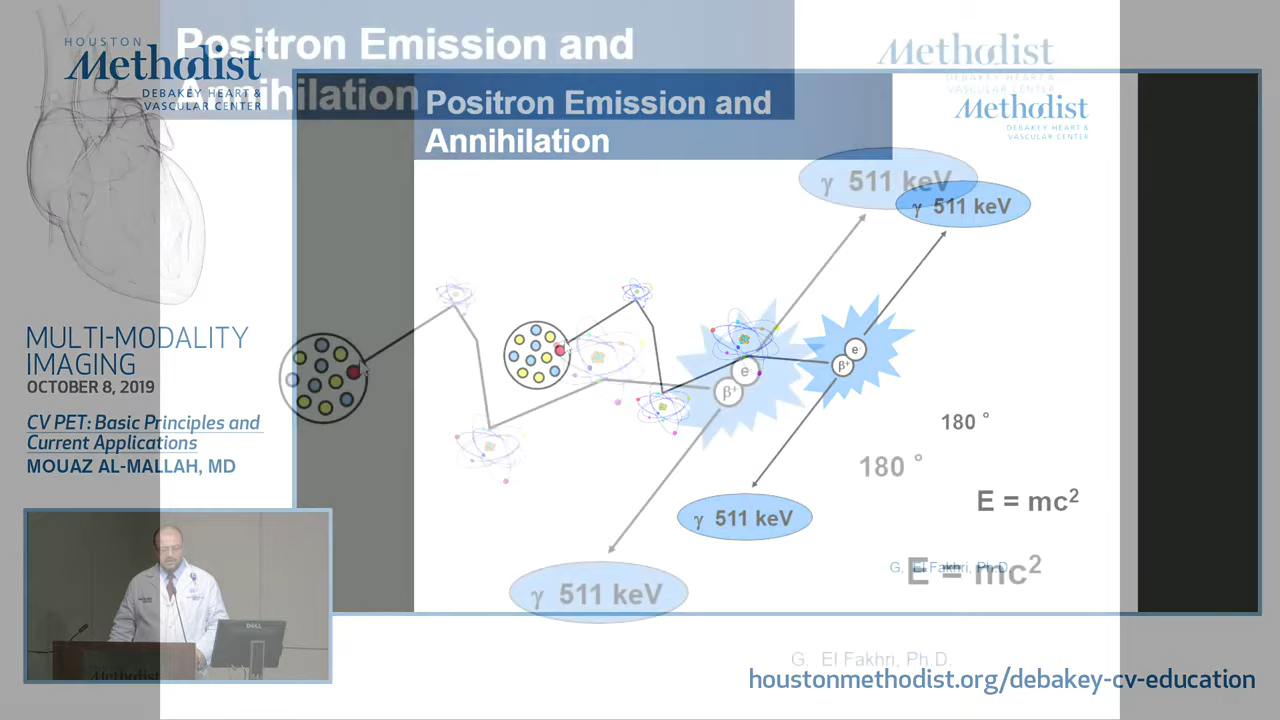 HOUSTON
Methodist
DEBAKEY HEART &
VASCULAR CENTER
MULTI-MODALITY
IMAGING
OCTOBER 8, 2019
CV PET: Basic Principles and
Current Applications
MOUAZ AL-MALLAH, MD
Positron Emission and
Annihilation
Methodist
DEBAKEY HEART &
VASCULAR CENTER
γ 511 keV
e-
β+
180 °
γ 511 keV
E = mc²
G. El Fakhri, Ph.D.
Positron Emission and
Annihilation
Methodist
DEBAKEY HEART &
VASCULAR CENTER
γ 511 keV
e-
β+
180 °
γ 511 keV
E = mc²
G. El Fakhri, Ph.D.
DELL
Methodist
houstonmethodist.org/debakey-cv-education